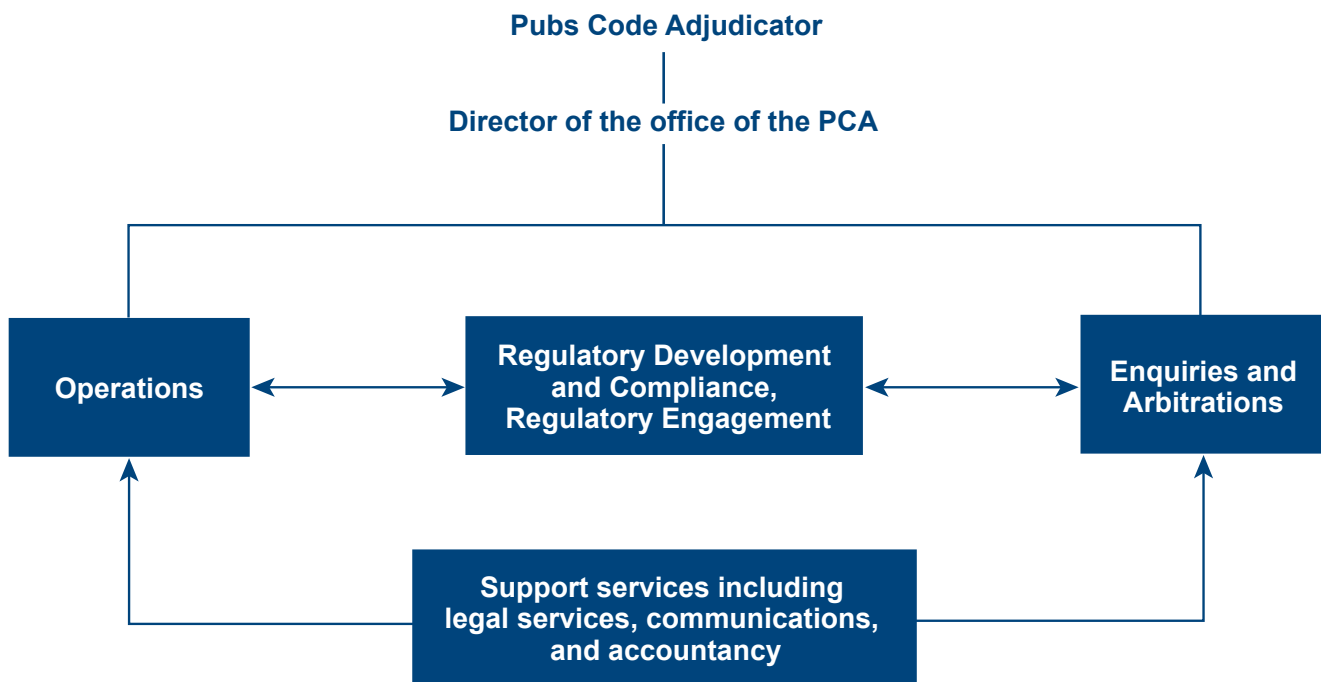 Pubs Code Adjudicator
Director of the office of the PCA
Operations
Regulatory Development
and Compliance,
Regulatory Engagement
Enquiries and
Arbitrations
Support services including
legal services, communications,
and accountancy